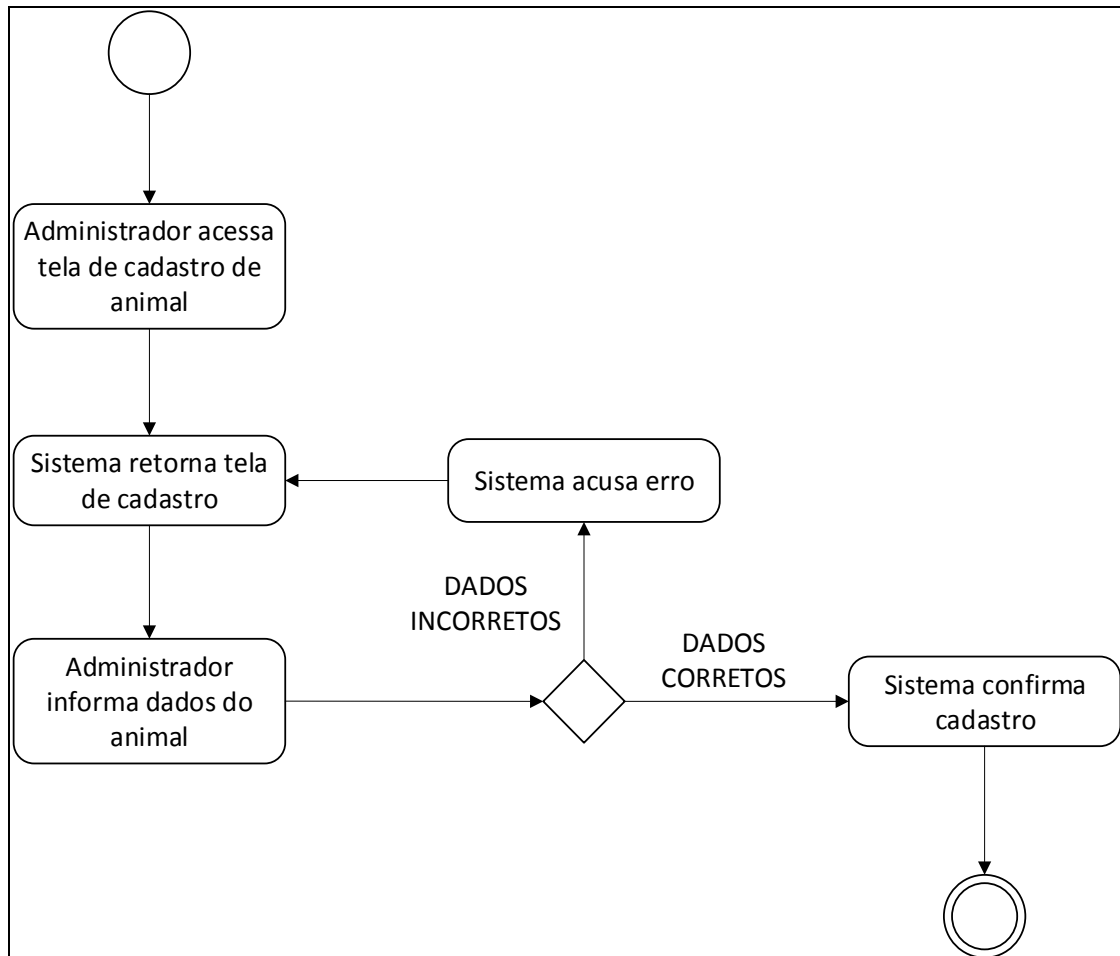 Administrador acessa
tela de cadastro de
animal
Sistema retorna tela
de cadastro
Sistema acusa erro
DADOS
INCORRETOS
DADOS
CORRETOS
Administrador
informa dados do
animal
Sistema confirma
cadastro